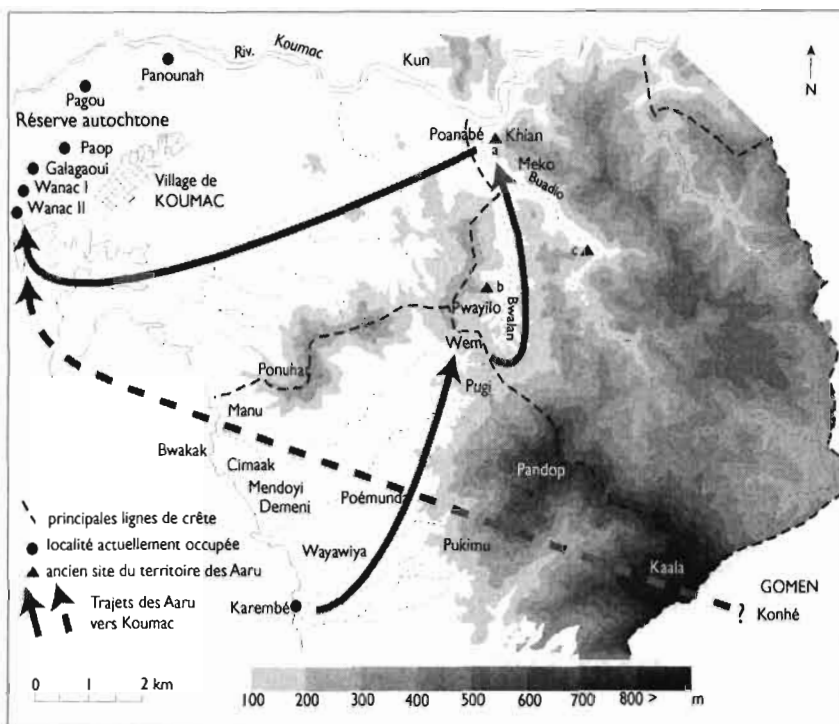 Riv. Koumac
Kun
N
Panounah
Pagou
Réserve autochtone
Poanabé
Khian
a
Paop
Meko
Galagaoui
Buadio
Wanac I
Village de
KOUMAC
Wanac II
c
b
Pwayilo
Bwalan
Wem
Ponuhai
Pugi
Manu
Bwakak
Cimaak
Pandop
Mendoyi
Poémunda
Demeni
principales lignes de crête
Pukimu
localité actuellement occupée
Wayawiya
Kaala
ancien site du territoire des Aaru
GOMEN
Trajets des Aaru
vers Koumac
Karembé
? Konhé
0 1 2 km
100 200 300 400 500 600 700 800 > m